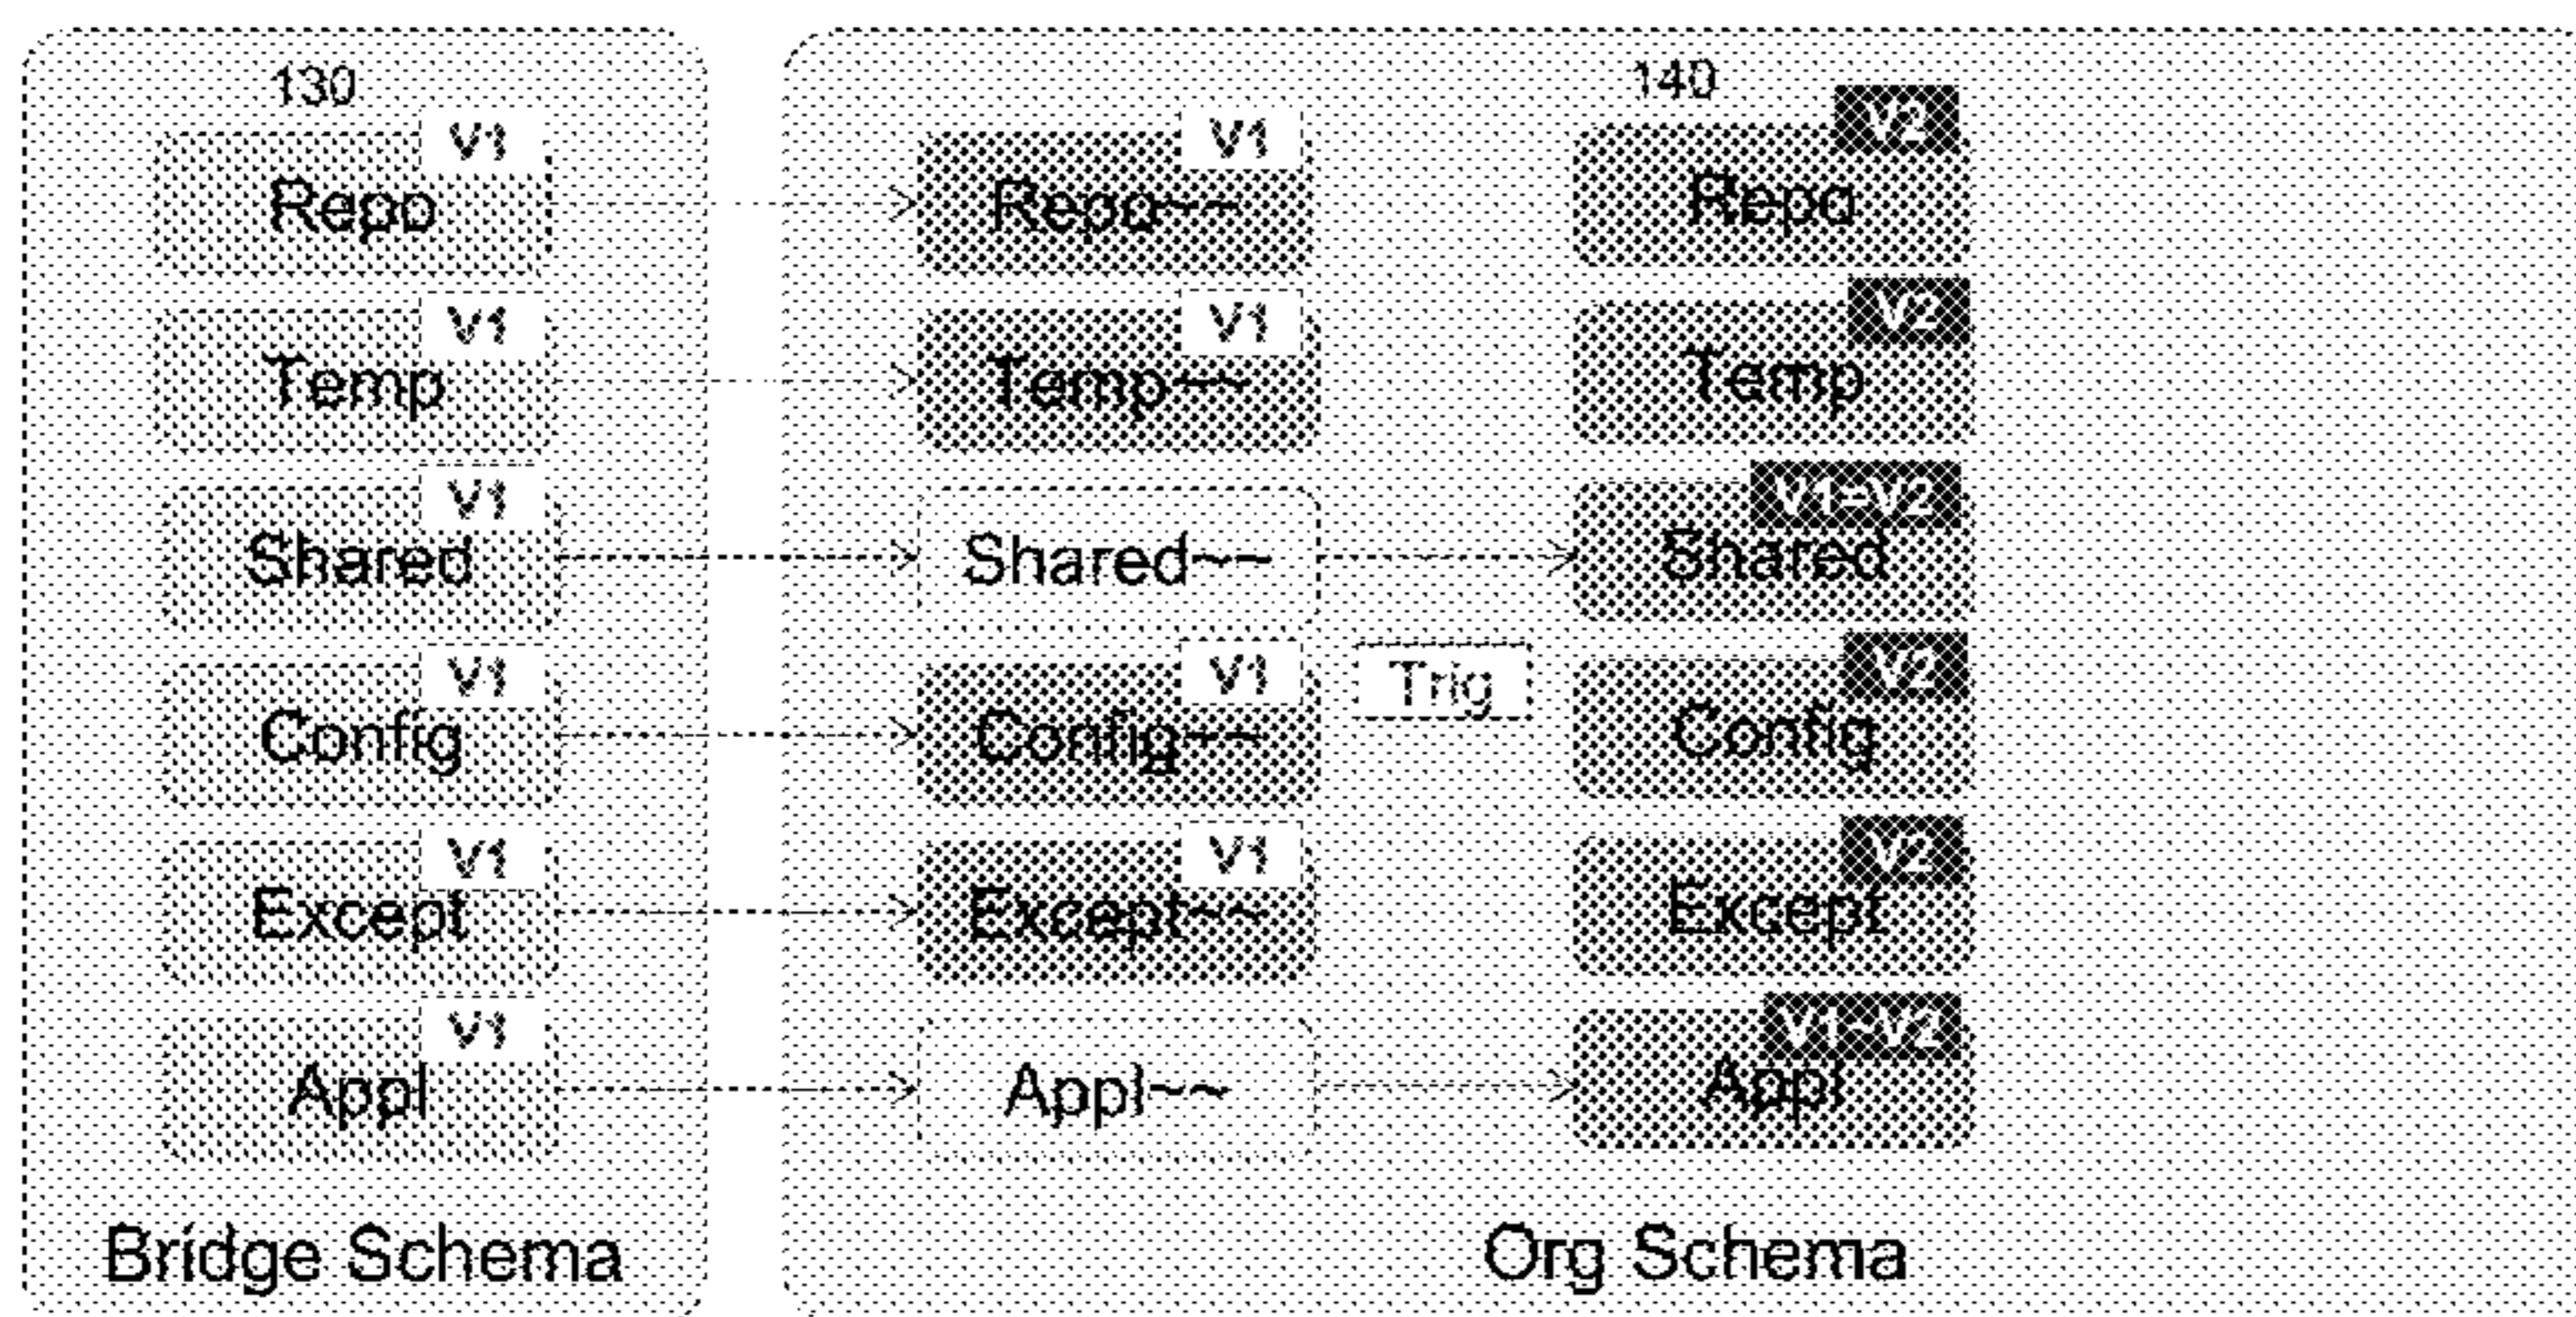 130
140
V1
V1
V2
Repo
Repo~~
Repo
V1
V1
V2
Temp
Temp~~
Temp
V1
V1=V2
Shared
Shared~~
Shared
V1
V1
Trig
V2
Config
Config~~
Config
V1
V1
V2
Except
Except~~
Except
V1
V1~V2
Appl
Appl~~
Appl
Bridge Schema
Org Schema